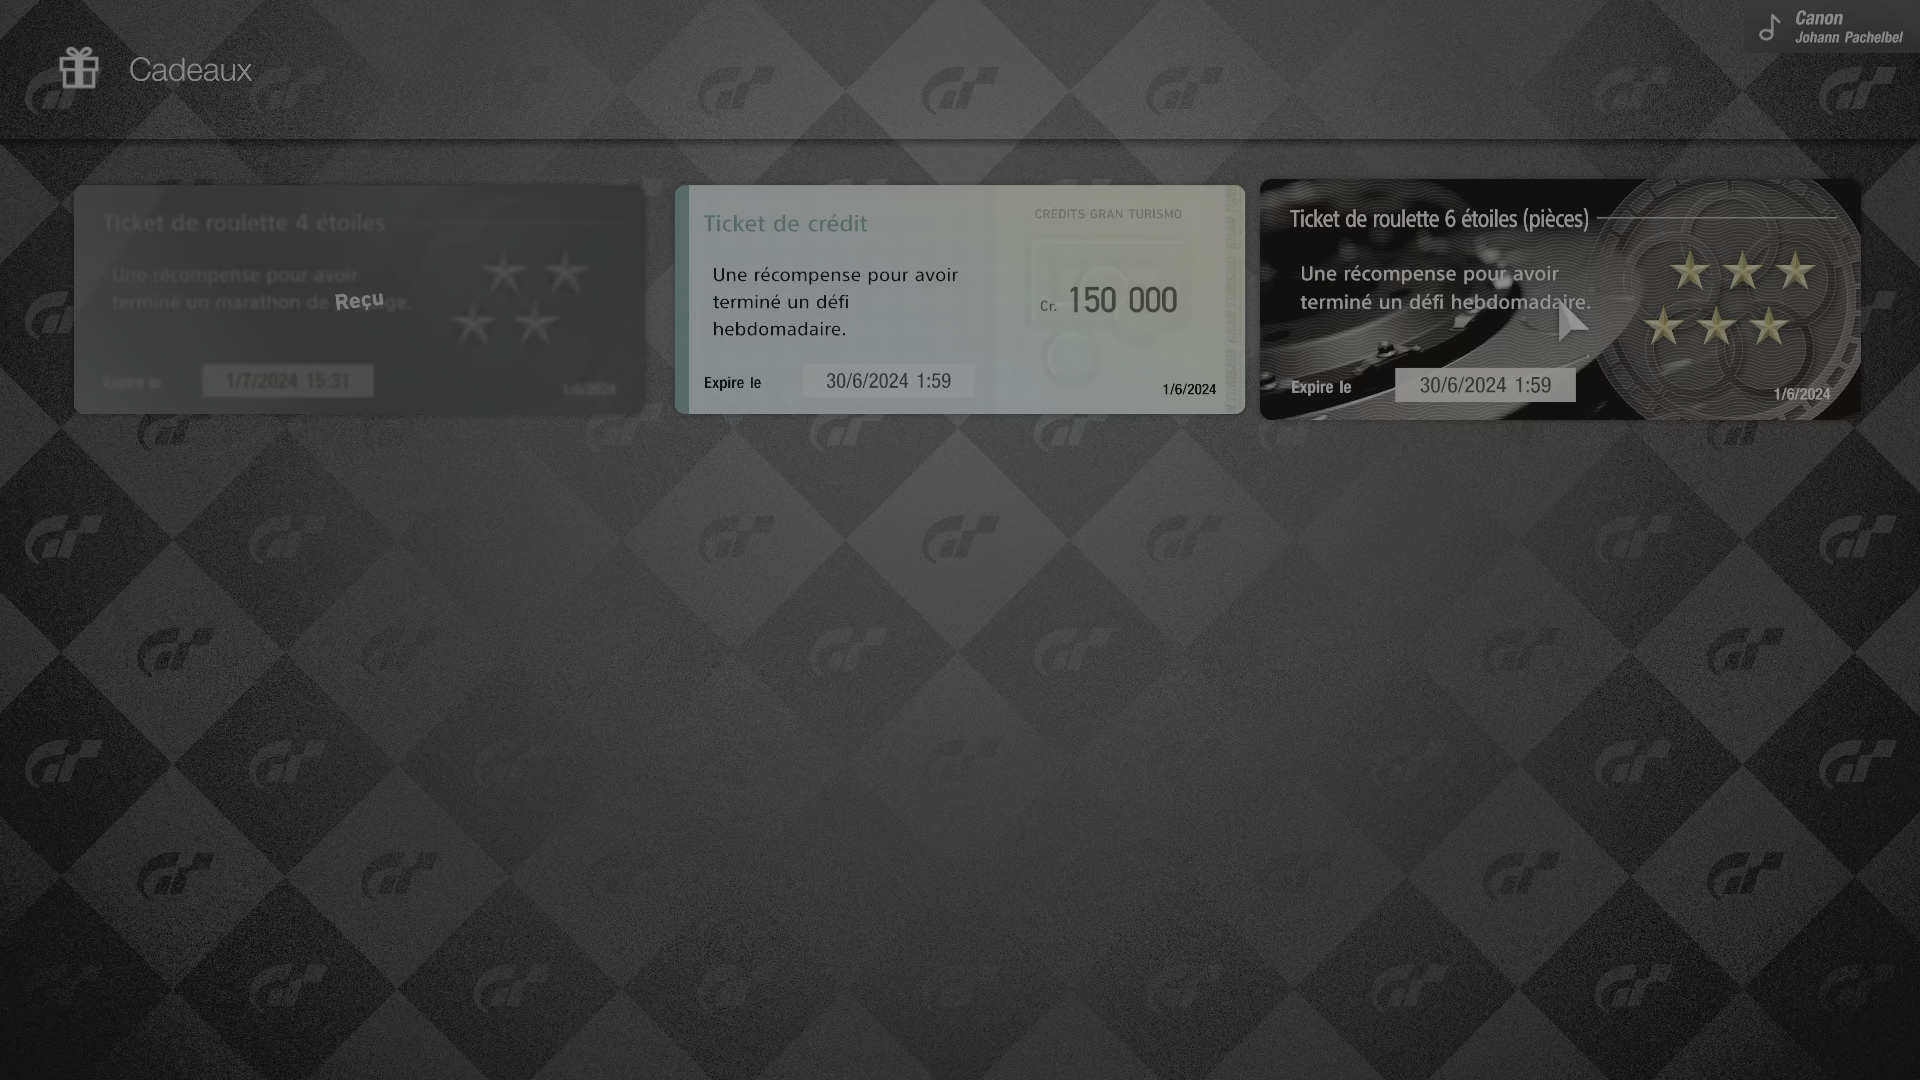 Cadeaux
Canon
Johann Pachelbel
Ticket de roulette 4 étoiles
Une récompense pour avoir
terminé un marathon de
Reçu
Expire le
1/7/2024 15:31
1/6/2024
Ticket de crédit
Une récompense pour avoir
terminé un défi
hebdomadaire.
CRÉDITS GRAN TURISMO
Cr. 150 000
Expire le
30/6/2024 1:59
1/6/2024
Ticket de roulette 6 étoiles (pièces)
Une récompense pour avoir
terminé un défi hebdomadaire.
Expire le
30/6/2024 1:59
1/6/2024